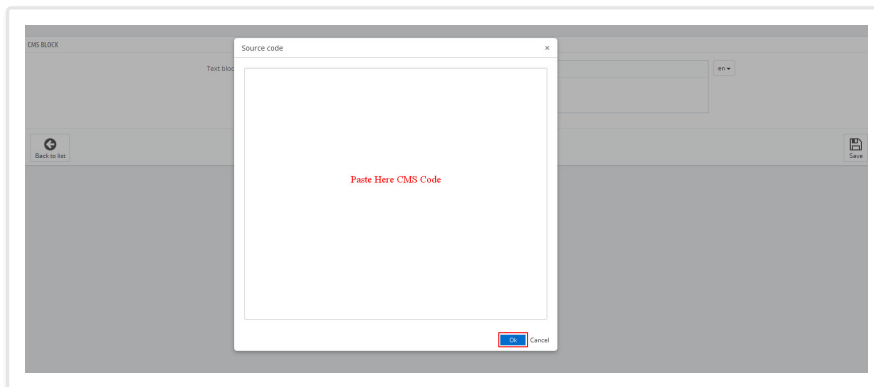 CMS BLOCK
Source code ×
Text bloc
en
Paste Here CMS Code
Back to list
Save
Ok Cancel